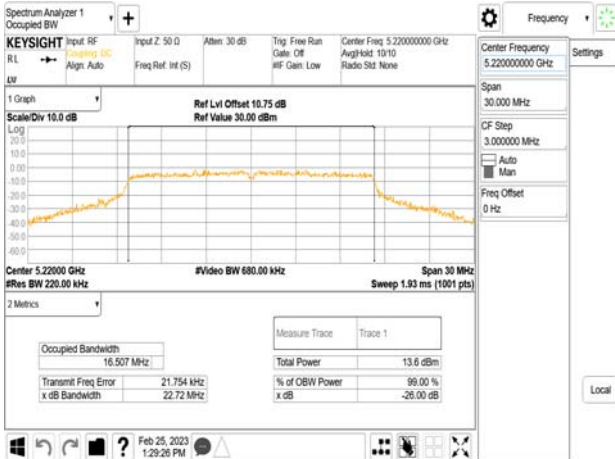 Spectrum Analyzer 1
Occupied BW
KEYSIGHT
R L
Input: RF
Coupling: DC
Align: Auto
Input Z: 50 Ω
Freq Ref: Int (S)
Atten: 30 dB
Trig: Free Run
Gate: Off
#IF Gain: Low
Center Freq: 5.220000000 GHz
Avg|Hold: 10/10
Radio Std: None
LXI
1 Graph
Scale/Div 10.0 dB
Ref Lvl Offset 10.75 dB
Ref Value 30.00 dBm
Log
20.0
10.0
0.00
-10.0
-20.0
-30.0
-40.0
-50.0
-60.0
Center 5.22000 GHz
#Res BW 220.00 kHz
#Video BW 680.00 kHz
Span 30 MHz
Sweep 1.93 ms (1001 pts)
2 Metrics
Measure Trace Trace 1
Occupied Bandwidth
16.507 MHz
Total Power 13.6 dBm
Transmit Freq Error 21.754 kHz
% of OBW Power 99.00 %
x dB Bandwidth 22.72 MHz
x dB -26.00 dB
Feb 25, 2023
1:29:26 PM
Frequency
Settings
Center Frequency
5.220000000 GHz
Span
30.000 MHz
CF Step
3.000000 MHz
Auto
Man
Freq Offset
0 Hz
Local